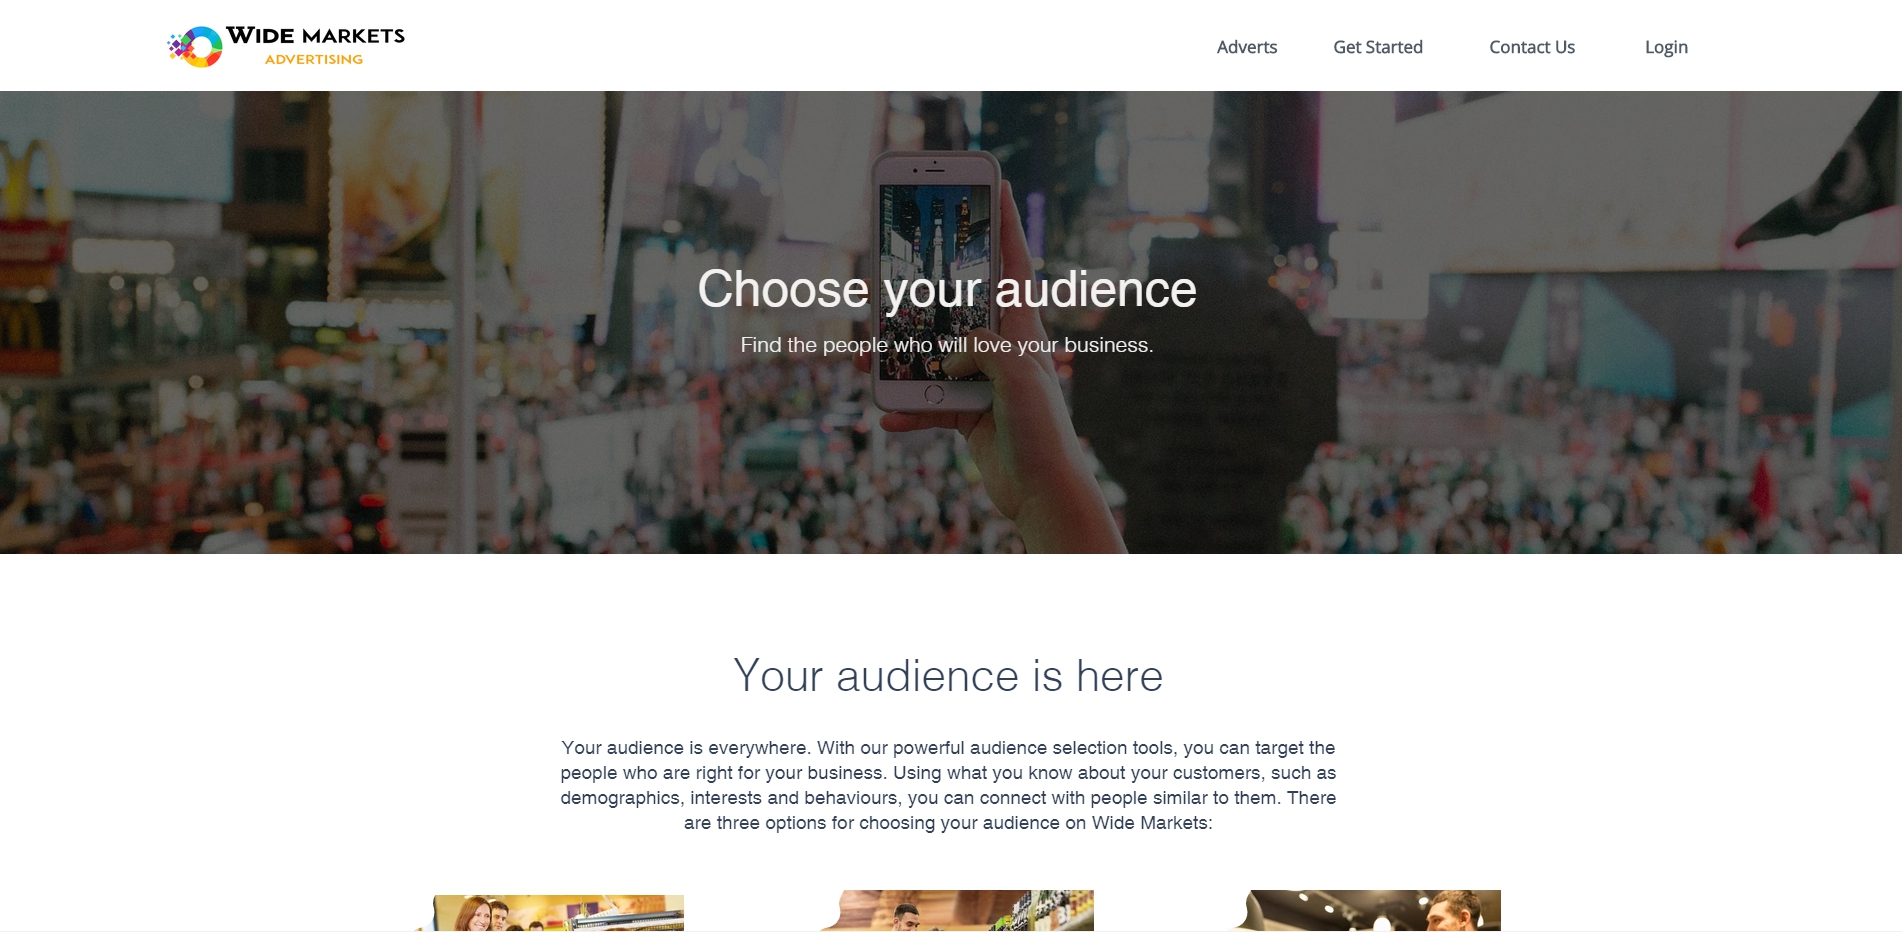 WIDE MARKETS
ADVERTISING
Adverts
Get Started
Contact Us
Login
Choose your audience
Find the people who will love your business.
Your audience is here
Your audience is everywhere. With our powerful audience selection tools, you can target the
people who are right for your business. Using what you know about your customers, such as
demographics, interests and behaviours, you can connect with people similar to them. There
are three options for choosing your audience on Wide Markets: